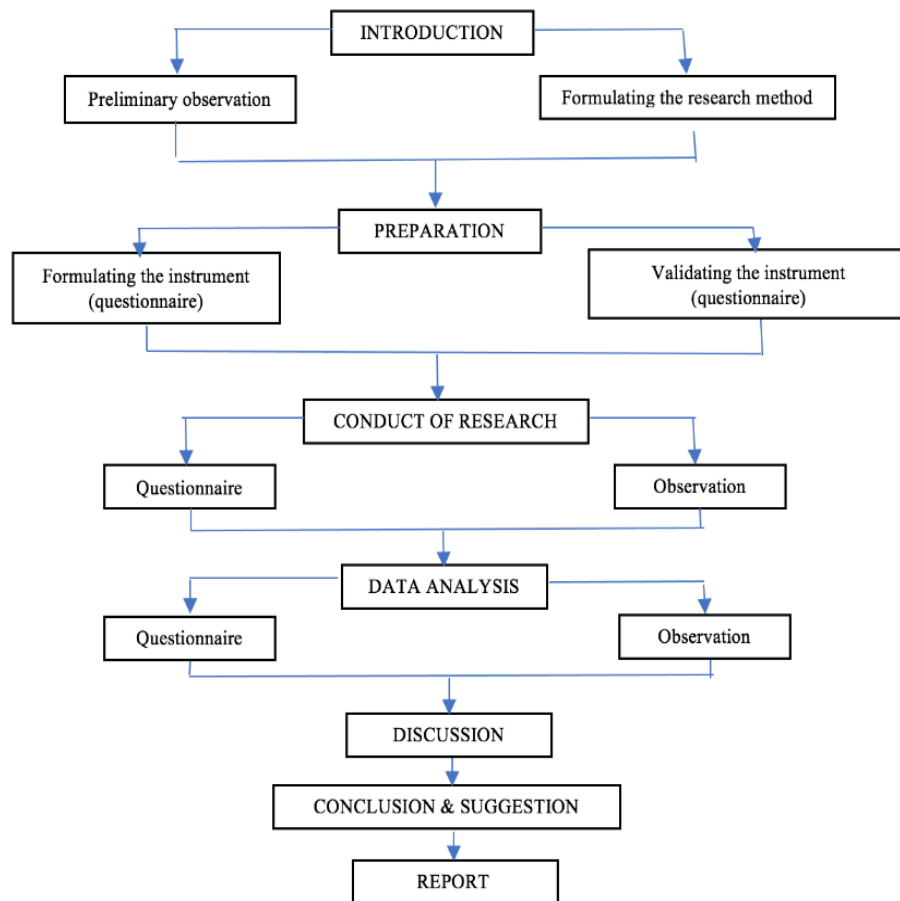 INTRODUCTION
Preliminary observation
Formulating the research method
PREPARATION
Formulating the instrument
(questionnaire)
Validating the instrument
(questionnaire)
CONDUCT OF RESEARCH
Questionnaire
Observation
DATA ANALYSIS
Questionnaire
Observation
DISCUSSION
CONCLUSION & SUGGESTION
REPORT